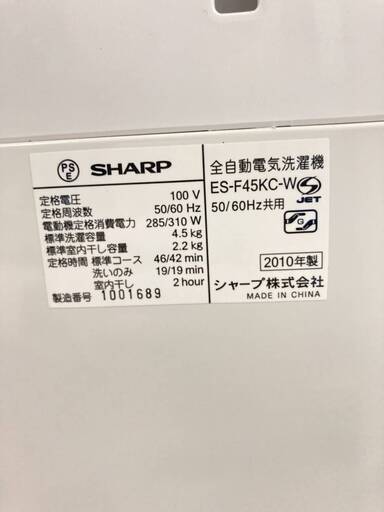 PS
E
SHARP
全自動電気洗濯機
ES-F45KC-W
JET
50/60Hz共用
G
定格電圧 100 V
定格周波数 50/60 Hz
電動機定格消費電力 285/310 W
標準洗濯容量 4.5 kg
標準室内干し容量 2.2 kg
定格時間 標準コース 46/42 min
洗いのみ 19/19 min
室内干し 2 hour
製造番号 1001689
2010年製
シャープ株式会社
MADE IN CHINA